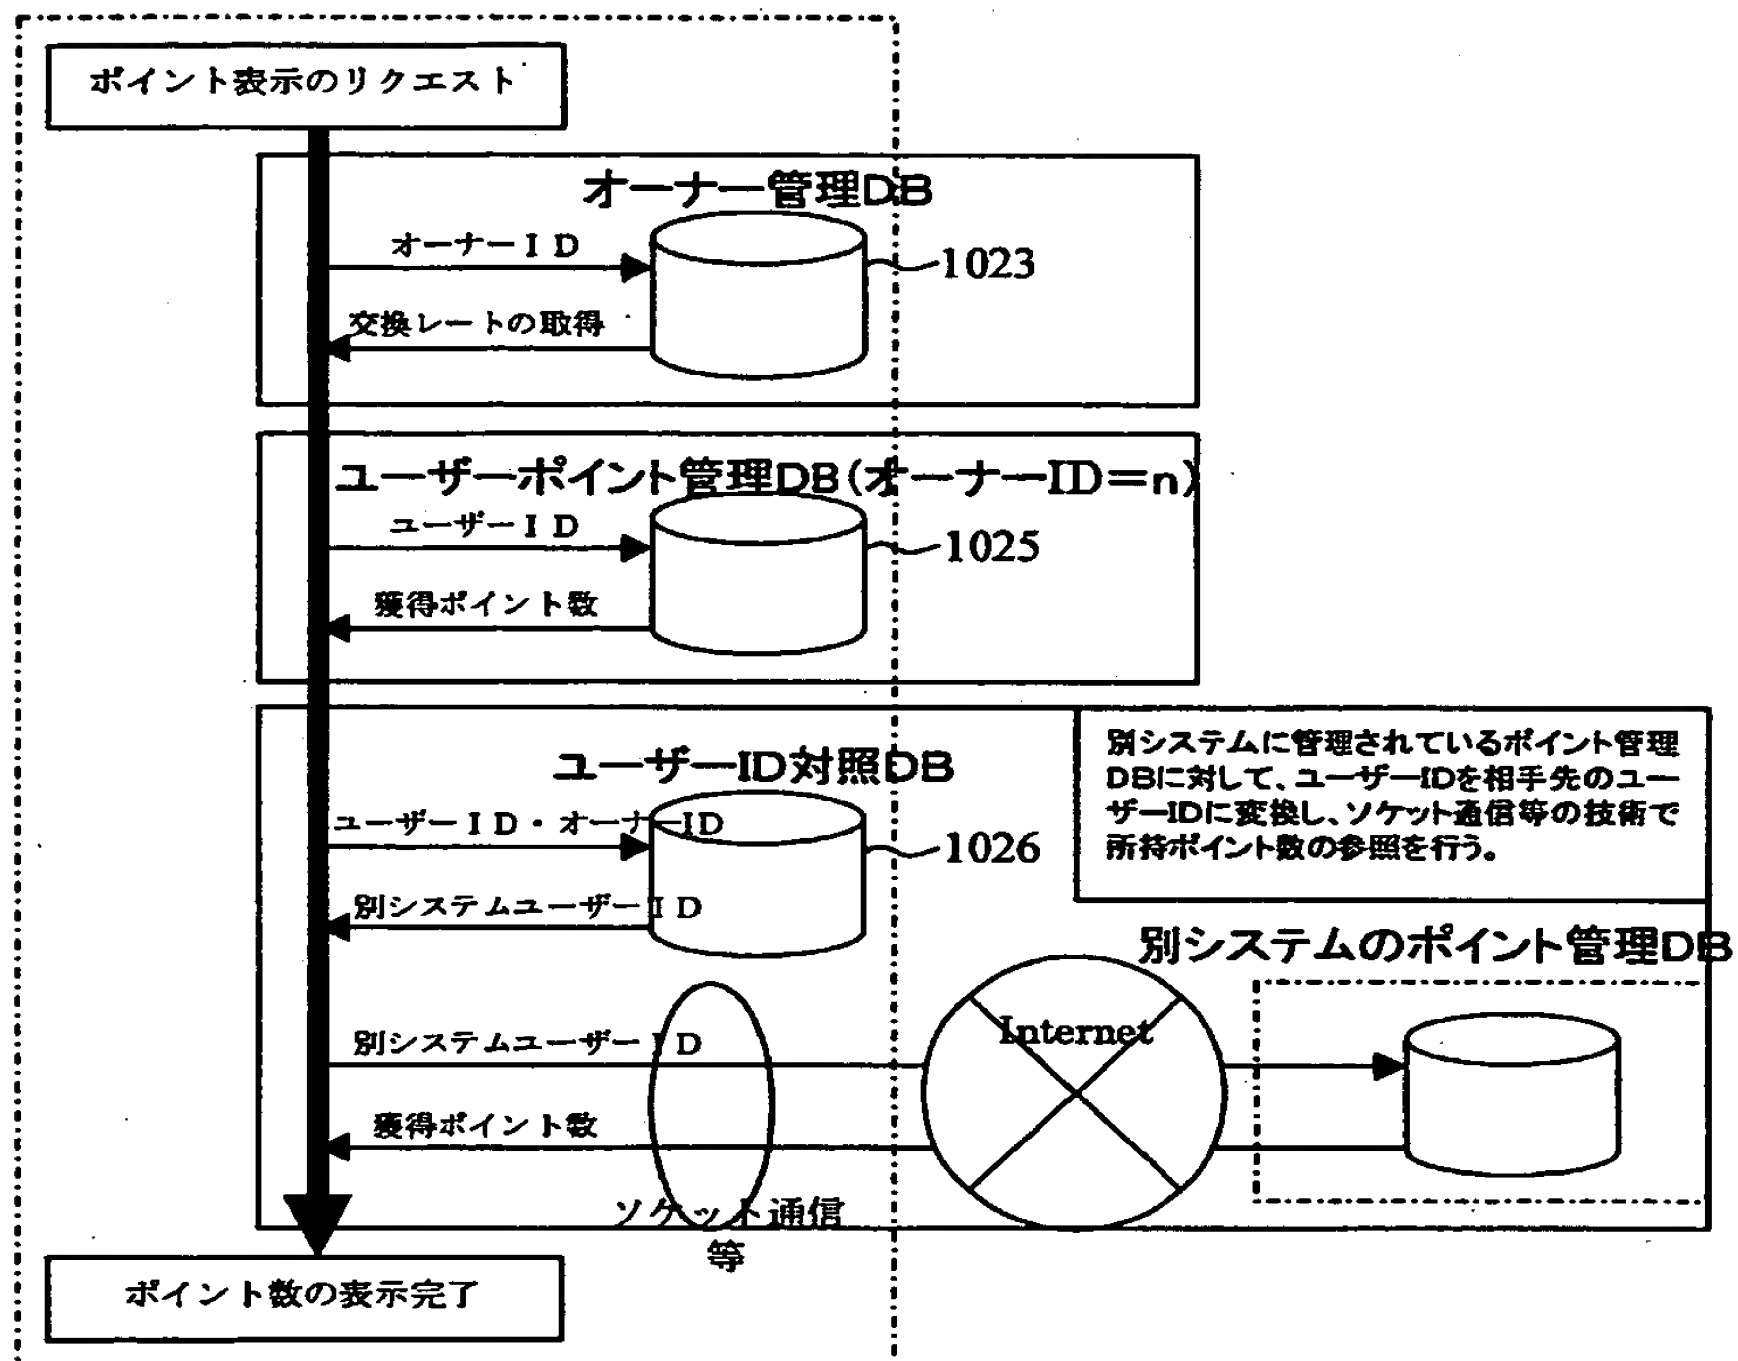 ポイント表示のリクエスト
オーナー管理DB
オーナーＩＤ
1023
交換レートの取得
ユーザーポイント管理DB(オーナーID＝n)
ユーザーＩＤ
1025
獲得ポイント数
ユーザーID対照DB
ユーザーＩＤ・オーナーID
1026
別システムユーザーＩＤ
別システムに管理されているポイント管理
DBに対して、ユーザーIDを相手先のユー
ザーIDに変換し、ソケット通信等の技術で
所持ポイント数の参照を行う。
別システムのポイント管理DB
別システムユーザーＩＤ
Internet
獲得ポイント数
ソケット通信
等
ポイント数の表示完了